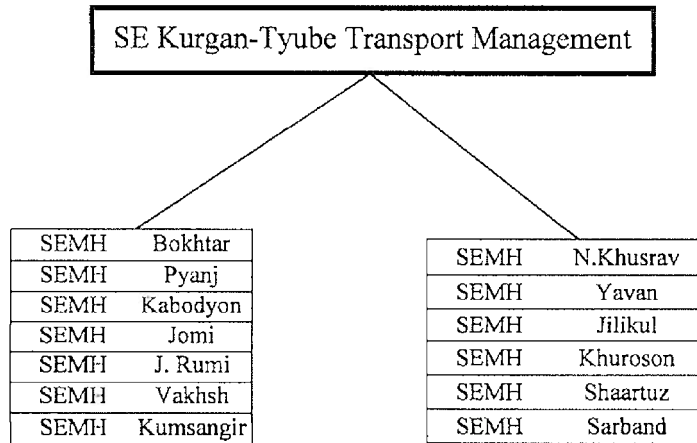 SE Kurgan-Tyube Transport Management
SEMH Bokhtar
SEMH Pyanj
SEMH Kabodyon
SEMH Jomi
SEMH J. Rumi
SEMH Vakhsh
SEMH Kumsangir
SEMH N.Khusrav
SEMH Yavan
SEMH Jilikul
SEMH Khuroson
SEMH Shaartuz
SEMH Sarband